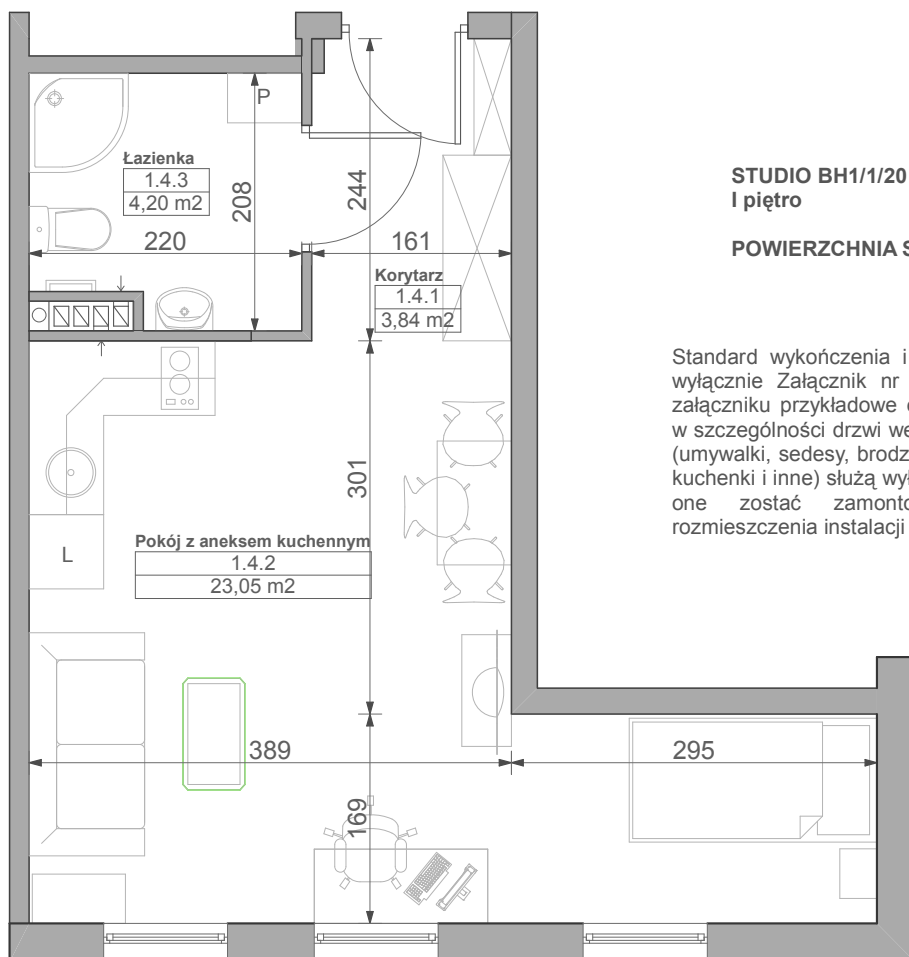 STUDIO BH1/1/20
I piętro
POWIERZCHNIA S
Standard wykończenia i
wyłącznie Załącznik nr
załączniku przykładowe
w szczególności drzwi we
(umywalki, sedesy, brodz
kuchenki i inne) służą wył
one zostać zamonto
rozmieszczenia instalacji
P
Łazienka
1.4.3
4,20 m2
208
220
244
161
Korytarz
1.4.1
3,84 m2
301
L
Pokój z aneksem kuchennym
1.4.2
23,05 m2
389
295
169